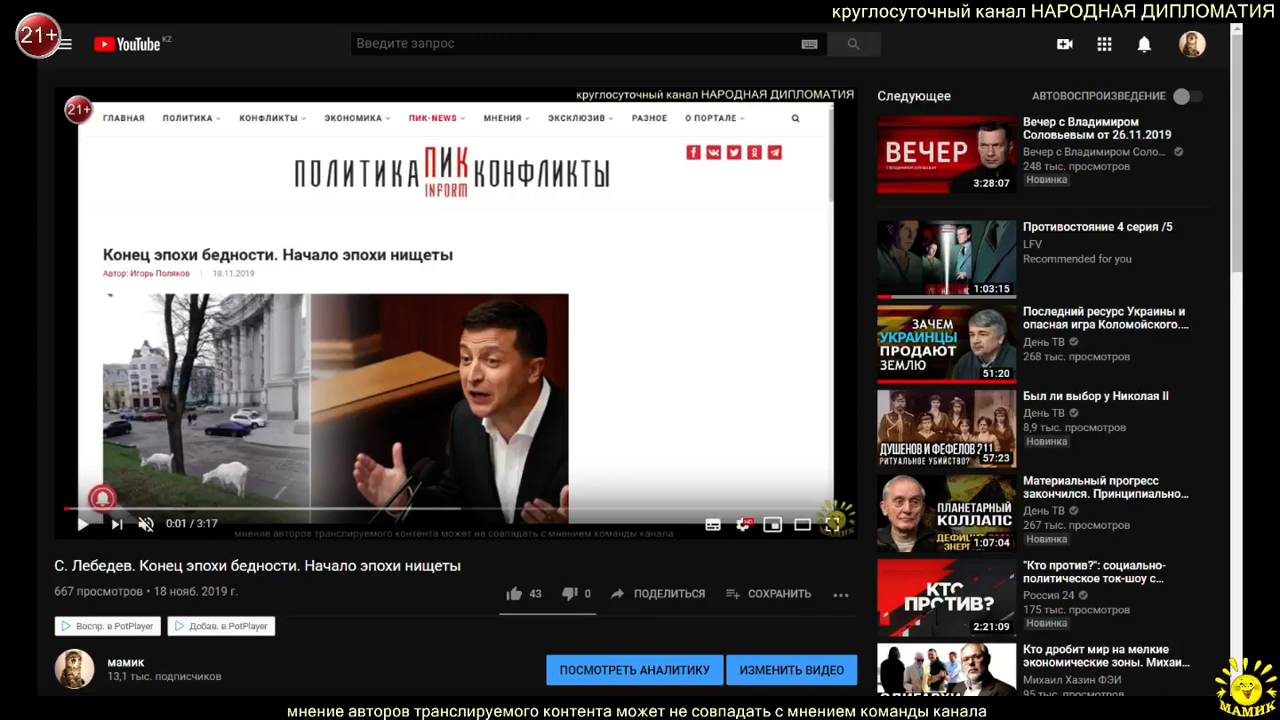 круглосуточный канал НАРОДНАЯ ДИПЛОМАТИЯ
21+
YouTube KZ
Введите запрос
круглосуточный канал НАРОДНАЯ ДИПЛОМАТИЯ
21+
ГЛАВНАЯ ПОЛИТИКА КОНФЛИКТЫ ЭКОНОМИКА ПИК-NEWS МНЕНИЯ ЭКСКЛЮЗИВ РАЗНОЕ О ПОРТАЛЕ
ПОЛИТИКА ПИК КОНФЛИКТЫ
INFORM
Конец эпохи бедности. Начало эпохи нищеты
Автор: Игорь Поляков | 18.11.2019
0:01 / 3:17
HD
МАМИК
мнение авторов транслируемого контента может не совпадать с мнением команды канала
С. Лебедев. Конец эпохи бедности. Начало эпохи нищеты
667 просмотров • 18 нояб. 2019 г.
43 0 ПОДЕЛИТЬСЯ СОХРАНИТЬ
Воспр. в PotPlayer Добав. в PotPlayer
мамик
13,1 тыс. подписчиков
ПОСМОТРЕТЬ АНАЛИТИКУ ИЗМЕНИТЬ ВИДЕО
Следующее АВТОВОСПРОИЗВЕДЕНИЕ
ВЕЧЕР
3:28:07
Вечер с Владимиром
Соловьевым от 26.11.2019
Вечер с Владимиром Соло...
248 тыс. просмотров
Новинка
1:03:15
Противостояние 4 серия /5
LFV
Recommended for you
ЗАЧЕМ
УКРАИНЦЫ
ПРОДАЮТ
ЗЕМЛЮ
51:20
Последний ресурс Украины и
опасная игра Коломойского....
День ТВ
268 тыс. просмотров
ДУШЕНОВ И ФЕФЕЛОВ
РИТУАЛЬНОЕ УБИЙСТВО?
57:23
Был ли выбор у Николая II
День ТВ
8,9 тыс. просмотров
Новинка
ПЛАНЕТАРНЫЙ
КОЛЛАПС
1:07:04
Материальный прогресс
закончился. Принципиально...
День ТВ
267 тыс. просмотров
Новинка
КТО
ПРОТИВ?
2:21:09
"Кто против?": социально-
политическое ток-шоу с...
Россия 24
175 тыс. просмотров
Новинка
Кто дробит мир на мелкие
экономические зоны. Михаи...
Михаил Хазин ФЭИ
95 тыс. просмотров
МАМИК
мнение авторов транслируемого контента может не совпадать с мнением команды канала